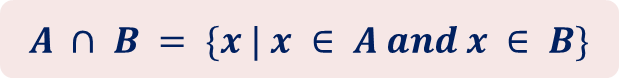 A ∩ B = {x | x ∈ A and x ∈ B}